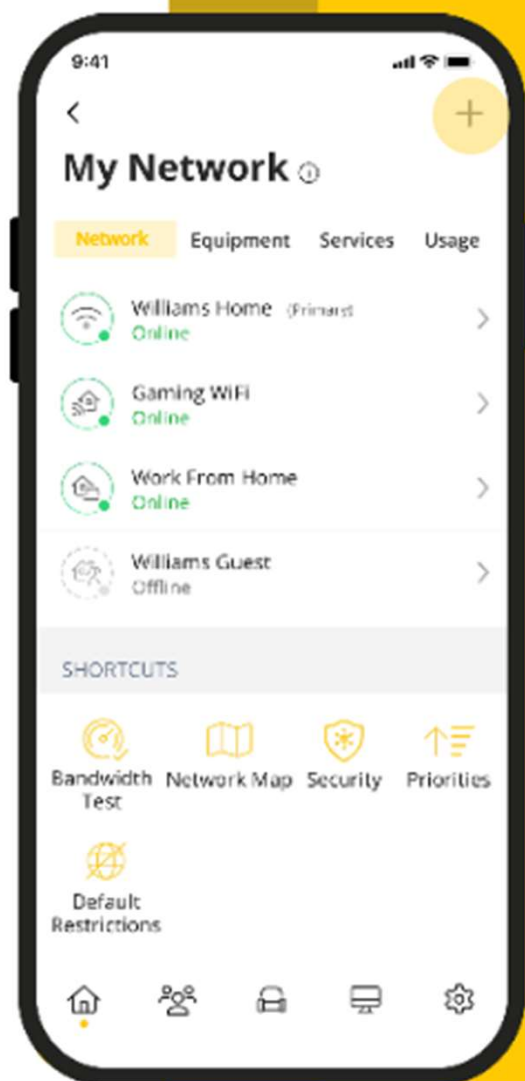 9:41
My Network
Network Equipment Services Usage
Williams Home (Primary)
Online
Gaming WiFi
Online
Work From Home
Online
Williams Guest
Offline
SHORTCUTS
Bandwidth Test
Network Map
Security
Priorities
Default
Restrictions